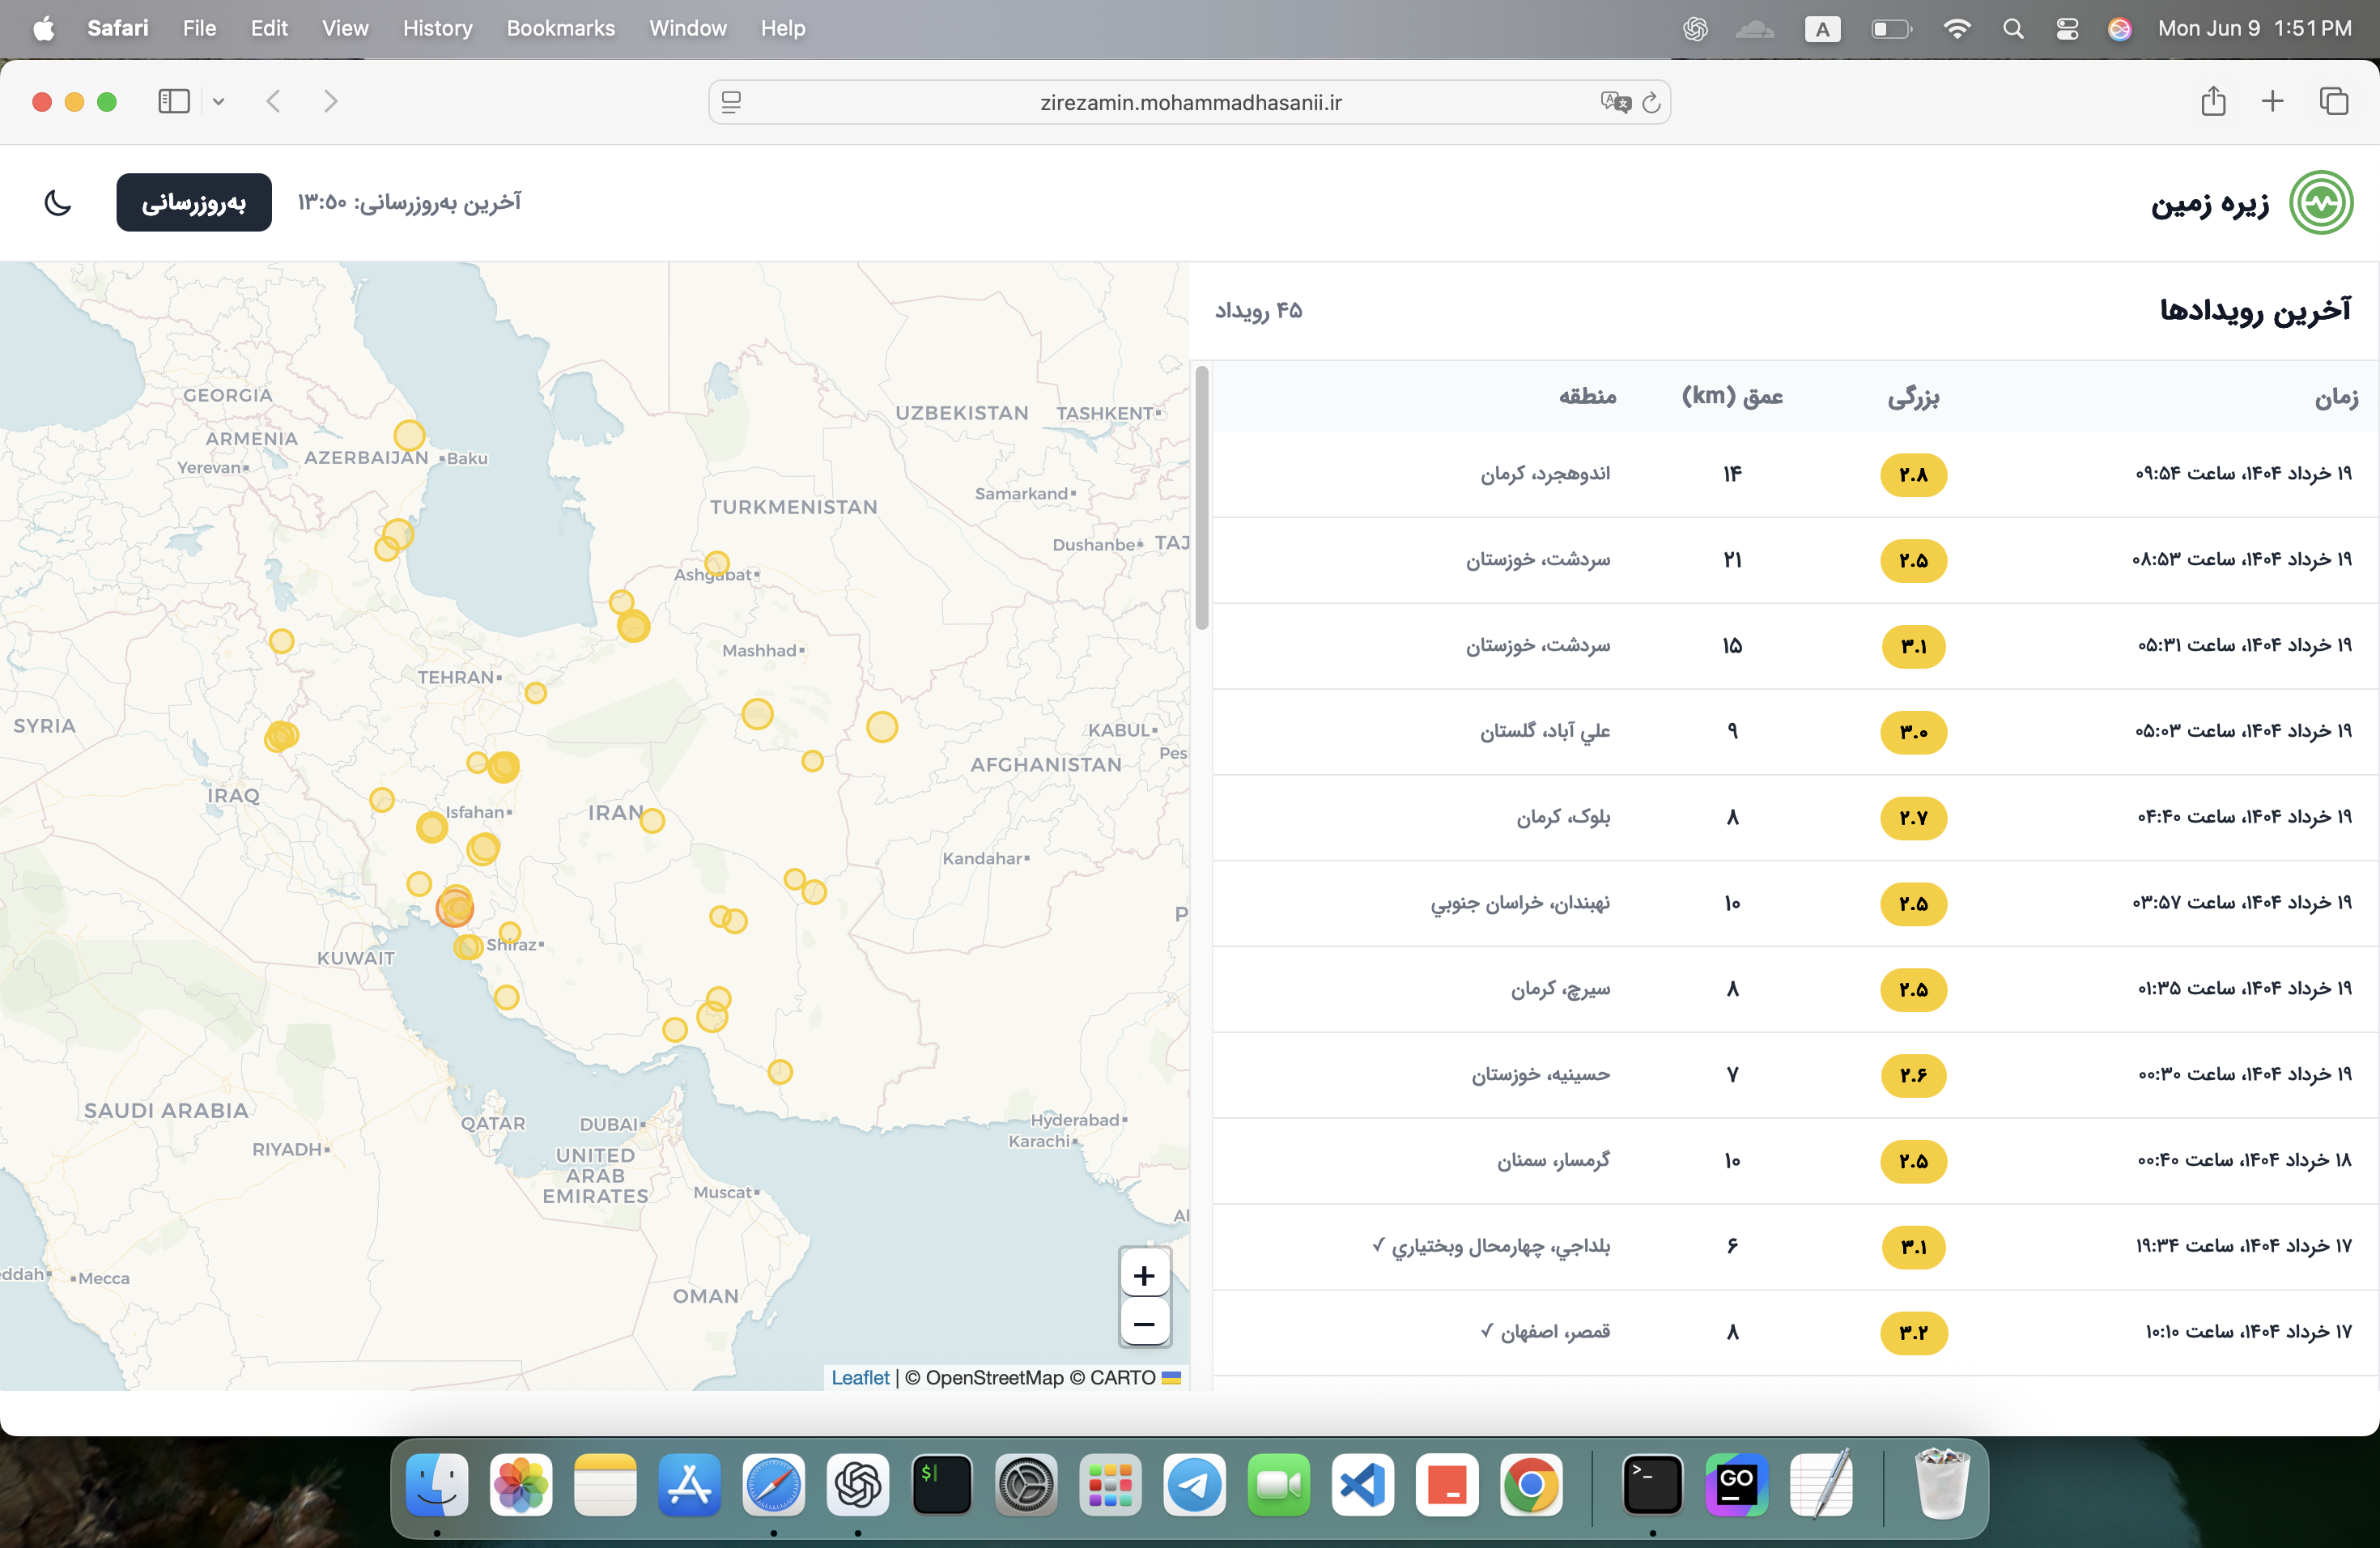 Safari File Edit View History Bookmarks Window Help A Mon Jun 9 1:51 PM
zirezamin.mohammadhasanii.ir
زیره زمین
آخرین به‌روزرسانی: ۱۳:۵۰
به‌روزرسانی
آخرین رویدادها
۴۵ رویداد
زمان بزرگی عمق (km) منطقه
۱۹ خرداد ۱۴۰۴، ساعت ۰۹:۵۴ ۲.۸ ۱۴ اندوهجرد، کرمان
۱۹ خرداد ۱۴۰۴، ساعت ۰۸:۵۳ ۲.۵ ۲۱ سردشت، خوزستان
۱۹ خرداد ۱۴۰۴، ساعت ۰۵:۳۱ ۳.۱ ۱۵ سردشت، خوزستان
۱۹ خرداد ۱۴۰۴، ساعت ۰۵:۰۳ ۳.۰ ۹ علي آباد، گلستان
۱۹ خرداد ۱۴۰۴، ساعت ۰۴:۴۰ ۲.۷ ۸ بلوک، کرمان
۱۹ خرداد ۱۴۰۴، ساعت ۰۳:۵۷ ۲.۵ ۱۰ نهبندان، خراسان جنوبي
۱۹ خرداد ۱۴۰۴، ساعت ۰۱:۳۵ ۲.۵ ۸ سيرچ، کرمان
۱۹ خرداد ۱۴۰۴، ساعت ۰۰:۳۰ ۲.۶ ۷ حسينيه، خوزستان
۱۸ خرداد ۱۴۰۴، ساعت ۰۰:۴۰ ۲.۵ ۱۰ گرمسار، سمنان
۱۷ خرداد ۱۴۰۴، ساعت ۱۹:۳۴ ۳.۱ ۶ بلداجي، چهارمحال وبختياري ✓
۱۷ خرداد ۱۴۰۴، ساعت ۱۰:۱۰ ۳.۲ ۸ قمصر، اصفهان ✓
GEORGIA
UZBEKISTAN
TASHKENT
ARMENIA
AZERBAIJAN
Baku
Yerevan
Samarkand
TURKMENISTAN
Dushanbe
TAJ
Ashgabat
Mashhad
TEHRAN
SYRIA
KABUL
Pes
AFGHANISTAN
IRAQ
Isfahan
IRAN
Kandahar
P
Shiraz
KUWAIT
SAUDI ARABIA
QATAR
DUBAI
Hyderabad
Karachi
RIYADH
UNITED
ARAB
EMIRATES
Muscat
Al
eddah
Mecca
OMAN
+
−
Leaflet | © OpenStreetMap © CARTO
$
>_
GO